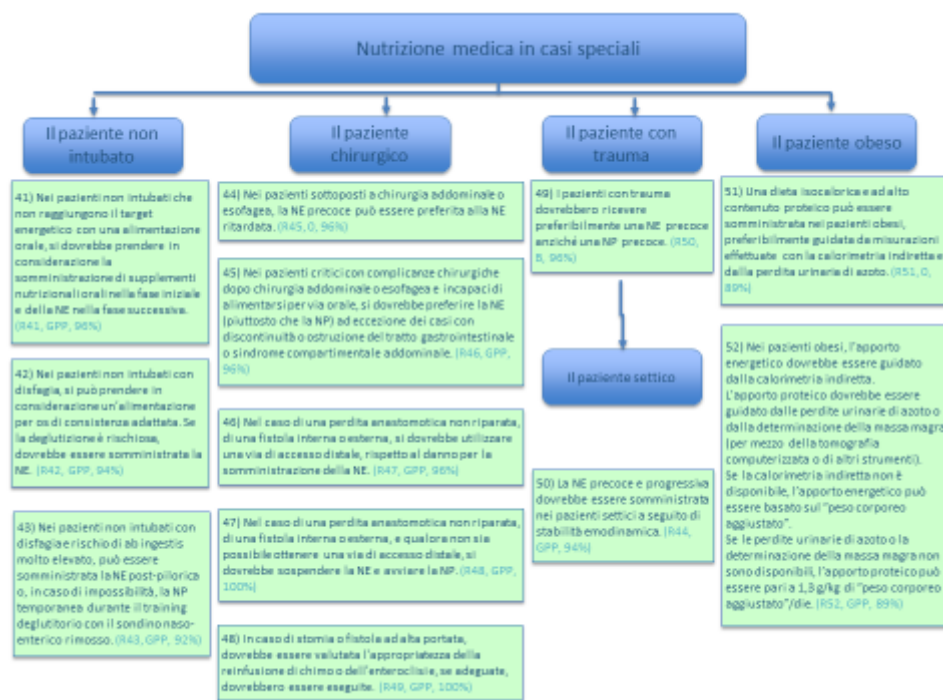 Nutrizione medica in casi speciali
Il paziente non
intubato
41) Nei pazienti non intubati che
non raggiungono il target
energetico con una alimentazione
orale, si dovrebbe prendere in
considerazione la
somministrazione di supplementi
nutrizionali orali nella fase iniziale
e della NE nella fase successiva.
(R41, GPP, 96%)
42) Nei pazienti non intubati con
disfagia, si può prendere in
considerazione un'alimentazione
per os di consistenza adattata. Se
la deglutizione è rischiosa,
dovrebbe essere somministrata la
NE. (R42, GPP, 94%)
43) Nei pazienti non intubati con
disfagia e rischio di ab ingestis
molto elevato, può essere
somministrata la NE post-pilorica
o, in caso di impossibilità, la NP
temporanea durante il training
deglutitorio con il sondino naso-
enterico rimosso. (R43, GPP, 92%)
Il paziente
chirurgico
44) Nei pazienti sottoposti a chirurgia addominale o
esofagea, la NE precoce può essere preferita alla NE
ritardata. (R45, 0, 96%)
45) Nei pazienti critici con complicanze chirurgiche
dopo chirurgia addominale o esofagea e incapaci di
alimentarsi per via orale, si dovrebbe preferire la NE
(piuttosto che la NP) ad eccezione dei casi con
discontinuità o ostruzione del tratto gastrointestinale
o sindrome compartimentale addominale. (R46, GPP,
96%)
46) Nel caso di una perdita anastomotica non riparata,
di una fistola interna o esterna, si dovrebbe utilizzare
una via di accesso distale, rispetto al danno per la
somministrazione della NE. (R47, GPP, 96%)
47) Nel caso di una perdita anastomotica non riparata,
di una fistola interna o esterna, e qualora non sia
possibile ottenere una via di accesso distale, si
dovrebbe sospendere la NE e avviare la NP. (R48, GPP,
100%)
48) In caso di stomia o fistola ad alta portata,
dovrebbe essere valutata l'appropriatezza della
reinfusione di chimo o dell'enteroclisi e, se adeguate,
dovrebbero essere eseguite. (R49, GPP, 100%)
Il paziente con
trauma
49) I pazienti con trauma
dovrebbero ricevere
preferibilmente una NE precoce
anziché una NP precoce. (R50,
B, 96%)
Il paziente settico
50) La NE precoce e progressiva
dovrebbe essere somministrata
nei pazienti settici a seguito di
stabilità emodinamica. (R44,
GPP, 94%)
Il paziente obeso
51) Una dieta isocalorica e ad alto
contenuto proteico può essere
somministrata nei pazienti obesi,
preferibilmente guidata da misurazioni
effettuate con la calorimetria indiretta e
dalla perdita urinaria di azoto. (R51, 0,
89%)
52) Nei pazienti obesi, l'apporto
energetico dovrebbe essere guidato
dalla calorimetria indiretta.
L'apporto proteico dovrebbe essere
guidato dalle perdite urinarie di azoto o
dalla determinazione della massa magra
(per mezzo della tomografia
computerizzata o di altri strumenti).
Se la calorimetria indiretta non è
disponibile, l'apporto energetico può
essere basato sul "peso corporeo
aggiustato".
Se le perdite urinarie di azoto o la
determinazione della massa magra non
sono disponibili, l'apporto proteico può
essere pari a 1,3 g/kg di "peso corporeo
aggiustato"/die. (R52, GPP, 89%)